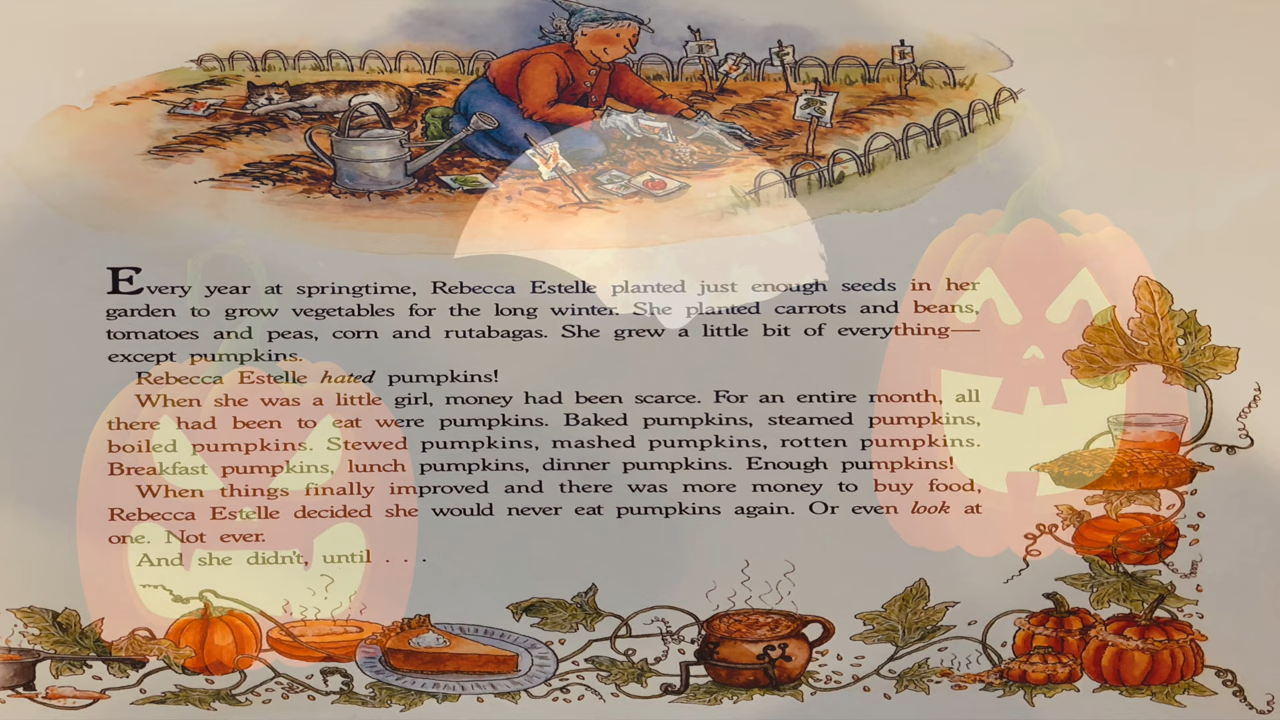 Every year at springtime, Rebecca Estelle planted just enough seeds in her
garden to grow vegetables for the long winter. She planted carrots and beans,
tomatoes and peas, corn and rutabagas. She grew a little bit of everything—
except pumpkins.
Rebecca Estelle hated pumpkins!
When she was a little girl, money had been scarce. For an entire month, all
there had been to eat were pumpkins. Baked pumpkins, steamed pumpkins,
boiled pumpkins. Stewed pumpkins, mashed pumpkins, rotten pumpkins.
Breakfast pumpkins, lunch pumpkins, dinner pumpkins. Enough pumpkins!
When things finally improved and there was more money to buy food,
Rebecca Estelle decided she would never eat pumpkins again. Or even look at
one. Not ever.
And she didn't, until . . .